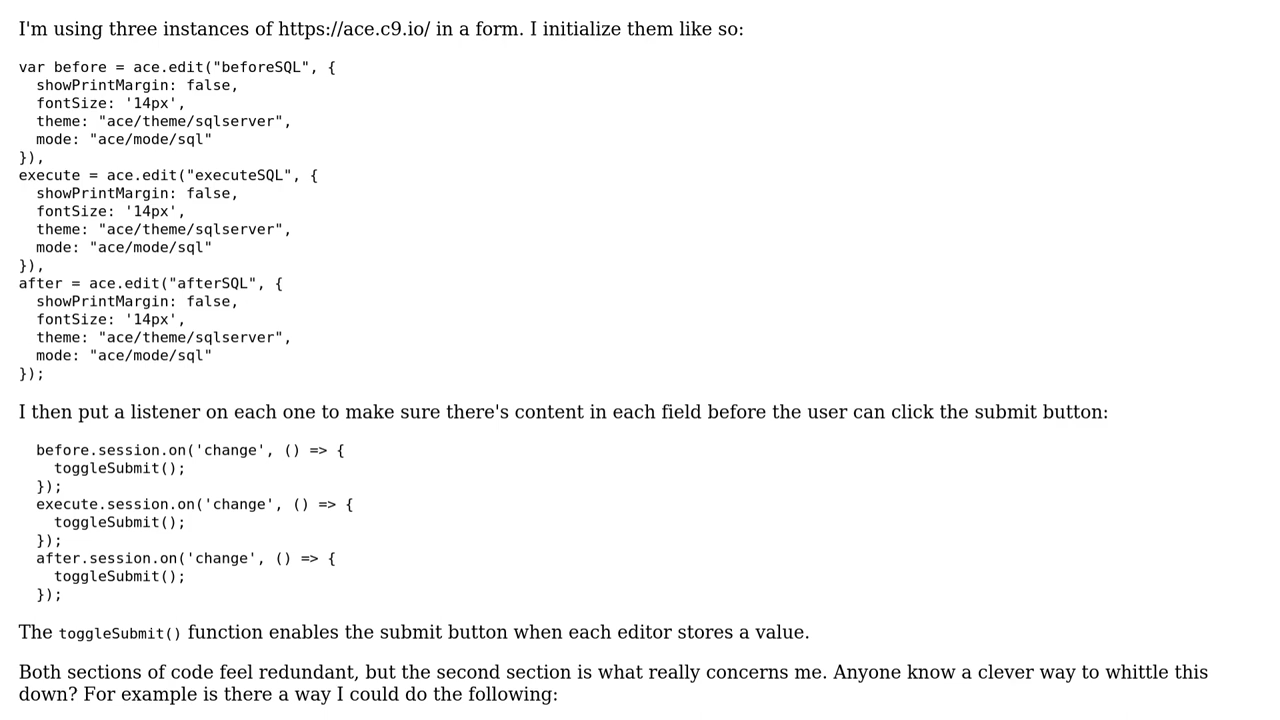 I'm using three instances of https://ace.c9.io/ in a form. I initialize them like so:
var before = ace.edit("beforeSQL", {
  showPrintMargin: false,
  fontSize: '14px',
  theme: "ace/theme/sqlserver",
  mode: "ace/mode/sql"
}),
execute = ace.edit("executeSQL", {
  showPrintMargin: false,
  fontSize: '14px',
  theme: "ace/theme/sqlserver",
  mode: "ace/mode/sql"
}),
after = ace.edit("afterSQL", {
  showPrintMargin: false,
  fontSize: '14px',
  theme: "ace/theme/sqlserver",
  mode: "ace/mode/sql"
});
I then put a listener on each one to make sure there's content in each field before the user can click the submit button:
  before.session.on('change', () => {
    toggleSubmit();
  });
  execute.session.on('change', () => {
    toggleSubmit();
  });
  after.session.on('change', () => {
    toggleSubmit();
  });
The toggleSubmit() function enables the submit button when each editor stores a value.
Both sections of code feel redundant, but the second section is what really concerns me. Anyone know a clever way to whittle this
down? For example is there a way I could do the following: